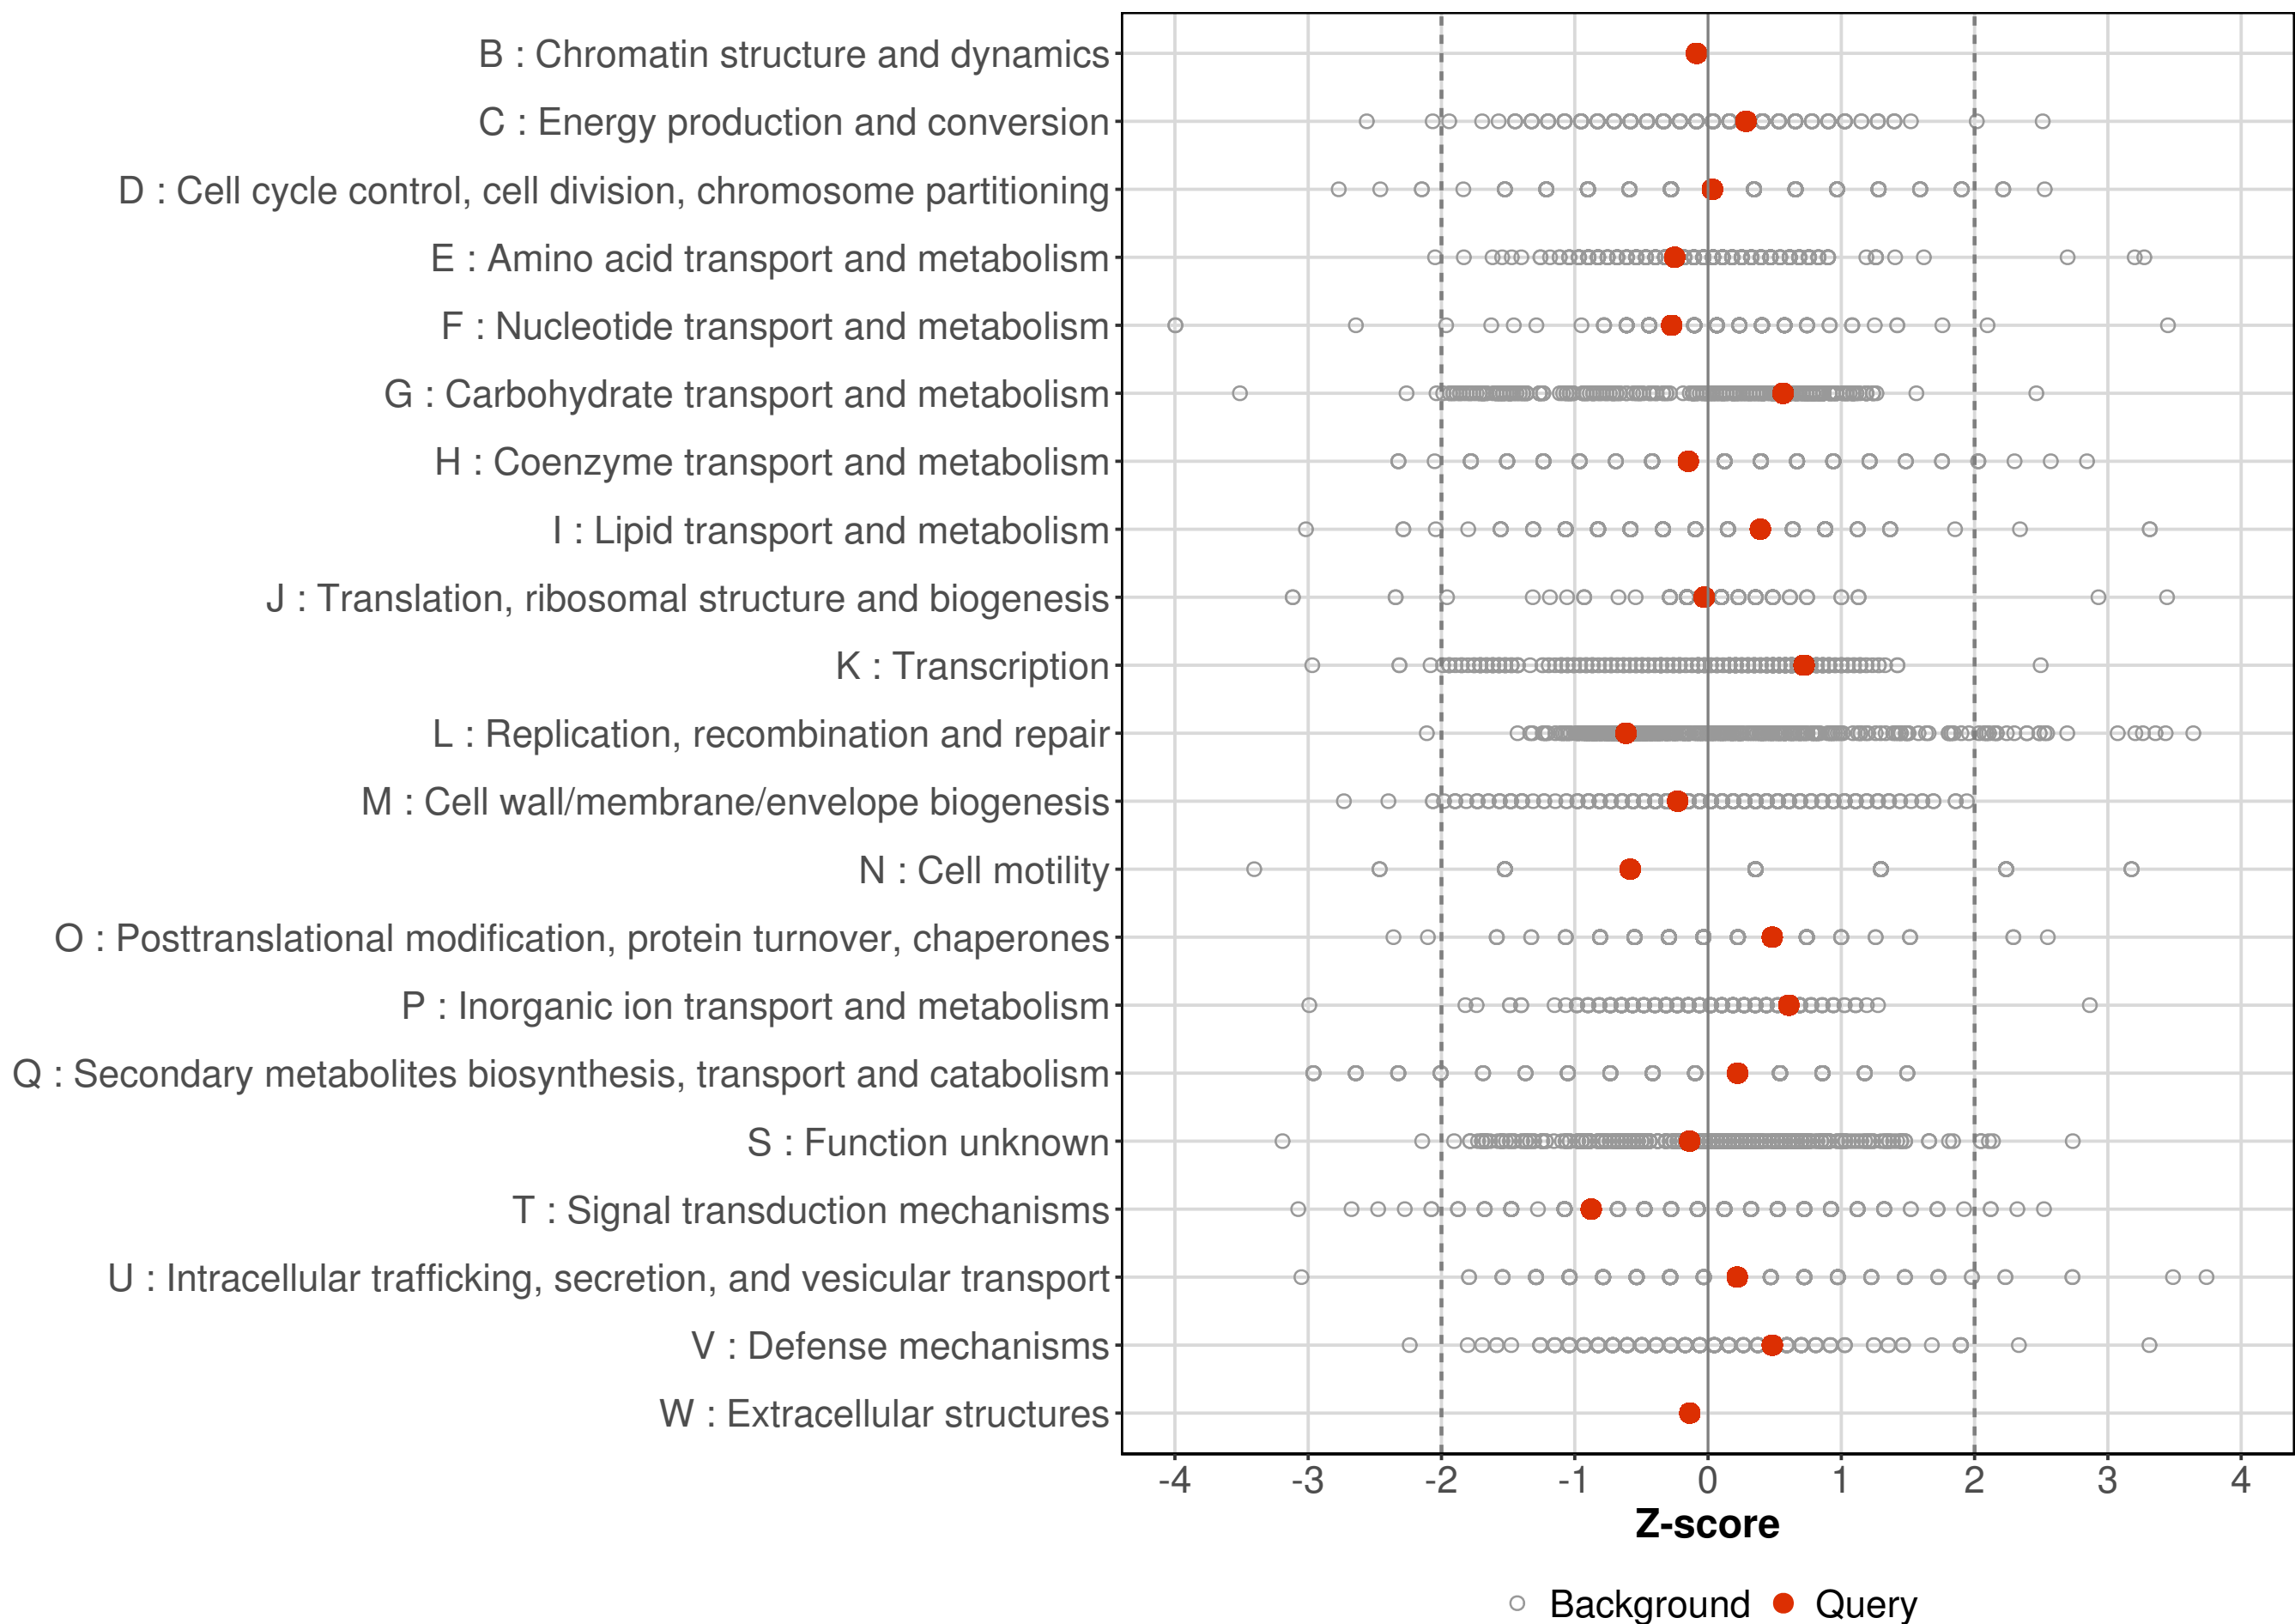 B : Chromatin structure and dynamics
C : Energy production and conversion
D : Cell cycle control, cell division, chromosome partitioning
E : Amino acid transport and metabolism
F : Nucleotide transport and metabolism
G : Carbohydrate transport and metabolism
H : Coenzyme transport and metabolism
I : Lipid transport and metabolism
J : Translation, ribosomal structure and biogenesis
K : Transcription
L : Replication, recombination and repair
M : Cell wall/membrane/envelope biogenesis
N : Cell motility
O : Posttranslational modification, protein turnover, chaperones
P : Inorganic ion transport and metabolism
Q : Secondary metabolites biosynthesis, transport and catabolism
S : Function unknown
T : Signal transduction mechanisms
U : Intracellular trafficking, secretion, and vesicular transport
V : Defense mechanisms
W : Extracellular structures
-4 -3 -2 -1 0 1 2 3 4
Z-score
Background Query